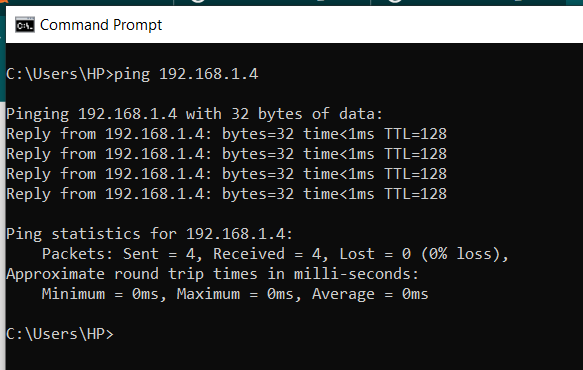 Command Prompt
C:\Users\HP>ping 192.168.1.4
Pinging 192.168.1.4 with 32 bytes of data:
Reply from 192.168.1.4: bytes=32 time<1ms TTL=128
Reply from 192.168.1.4: bytes=32 time<1ms TTL=128
Reply from 192.168.1.4: bytes=32 time<1ms TTL=128
Reply from 192.168.1.4: bytes=32 time<1ms TTL=128
Ping statistics for 192.168.1.4:
    Packets: Sent = 4, Received = 4, Lost = 0 (0% loss),
Approximate round trip times in milli-seconds:
    Minimum = 0ms, Maximum = 0ms, Average = 0ms
C:\Users\HP>